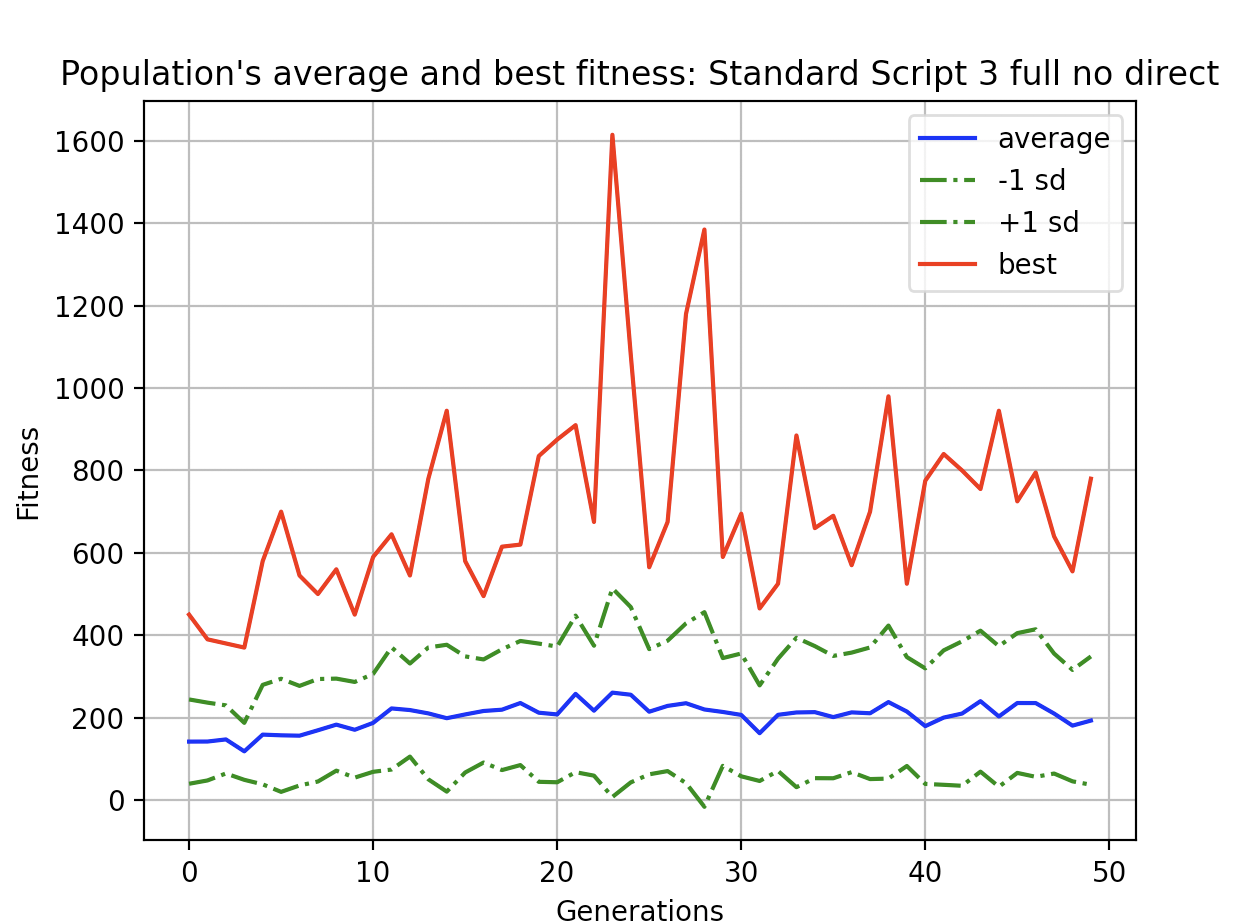 Population's average and best fitness: Standard Script 3 full no direct
1600
1400
1200
1000
800
600
400
200
0
Fitness
average
-1 sd
+1 sd
best
0 10 20 30 40 50
Generations